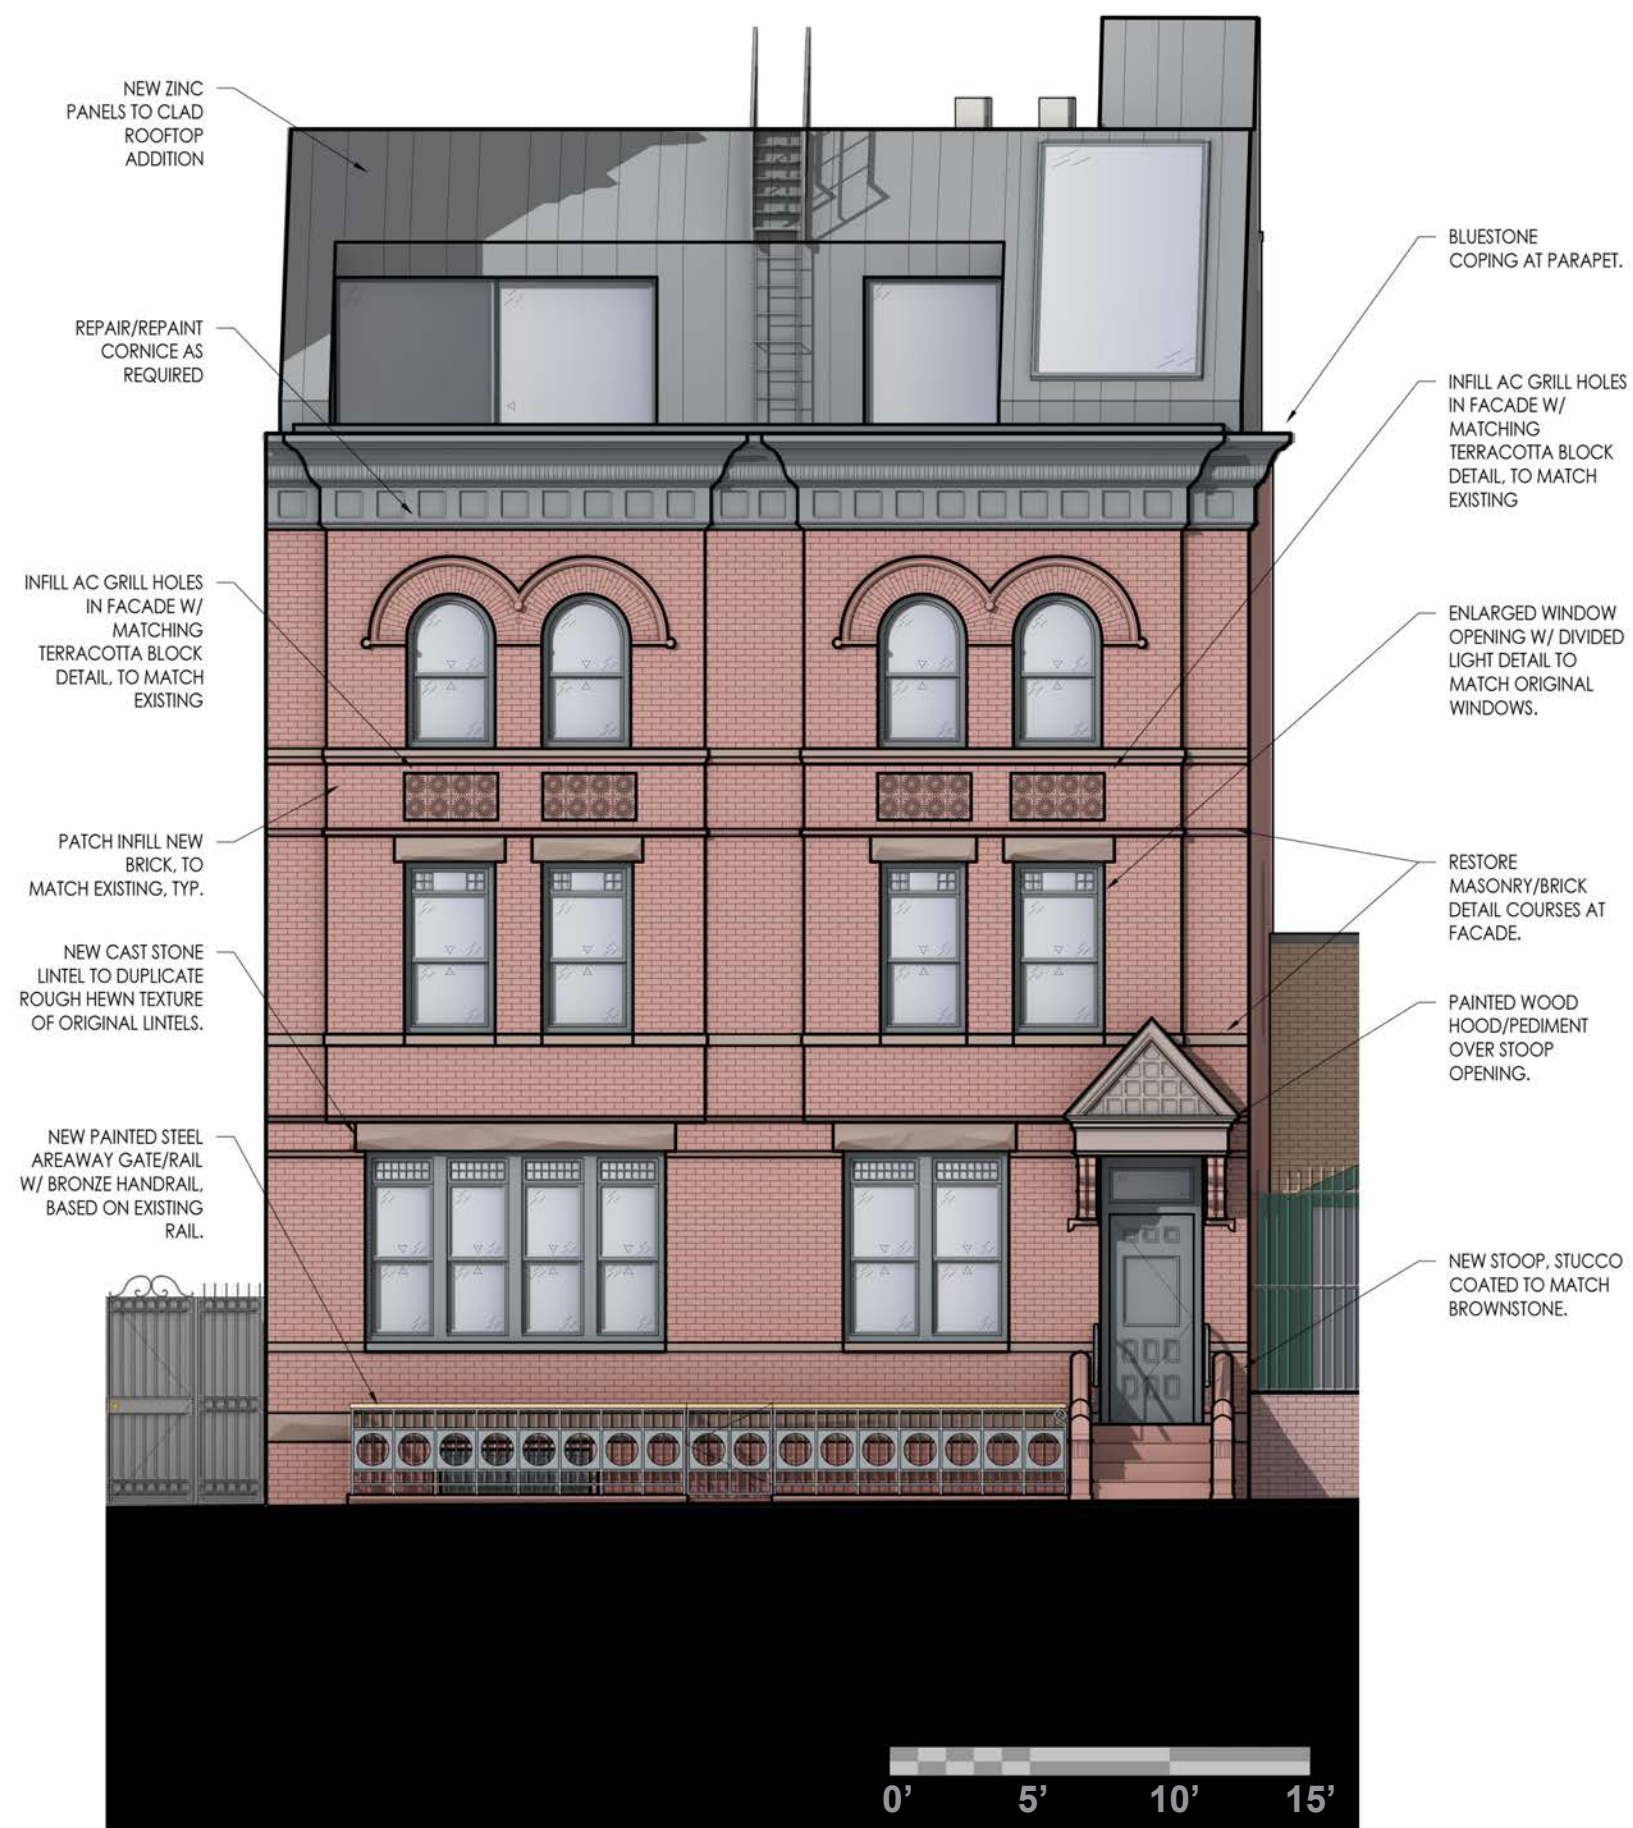 NEW ZINC
PANELS TO CLAD
ROOFTOP
ADDITION
REPAIR/REPAINT
CORNICE AS
REQUIRED
INFILL AC GRILL HOLES
IN FACADE W/
MATCHING
TERRACOTTA BLOCK
DETAIL, TO MATCH
EXISTING
PATCH INFILL NEW
BRICK, TO
MATCH EXISTING, TYP.
NEW CAST STONE
LINTEL TO DUPLICATE
ROUGH HEWN TEXTURE
OF ORIGINAL LINTELS.
NEW PAINTED STEEL
AREAWAY GATE/RAIL
W/ BRONZE HANDRAIL,
BASED ON EXISTING
RAIL.
BLUESTONE
COPING AT PARAPET.
INFILL AC GRILL HOLES
IN FACADE W/
MATCHING
TERRACOTTA BLOCK
DETAIL, TO MATCH
EXISTING
ENLARGED WINDOW
OPENING W/ DIVIDED
LIGHT DETAIL TO
MATCH ORIGINAL
WINDOWS.
RESTORE
MASONRY/BRICK
DETAIL COURSES AT
FACADE.
PAINTED WOOD
HOOD/PEDIMENT
OVER STOOP
OPENING.
NEW STOOP, STUCCO
COATED TO MATCH
BROWNSTONE.
0’ 5’ 10’ 15’